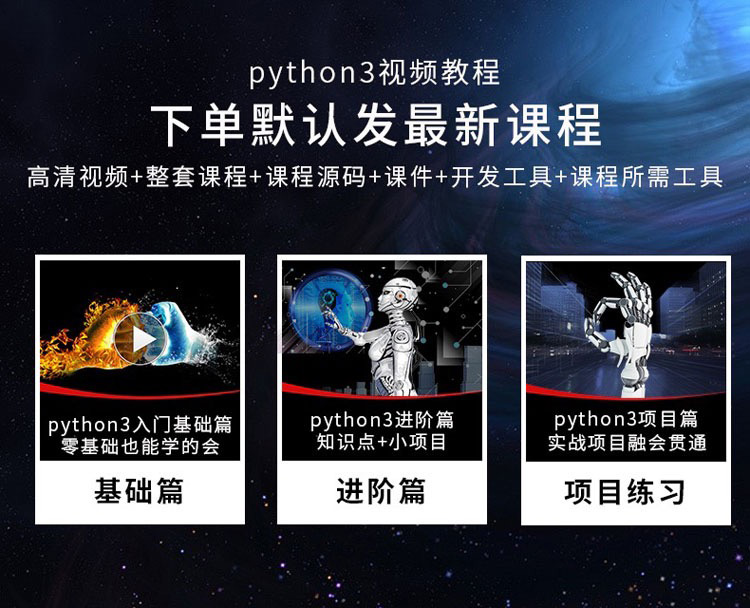 python3视频教程
下单默认发最新课程
高清视频+整套课程+课程源码+课件+开发工具+课程所需工具
python3入门基础篇
零基础也能学的会
基础篇
python3进阶篇
知识点+小项目
进阶篇
python3项目篇
实战项目融会贯通
项目练习